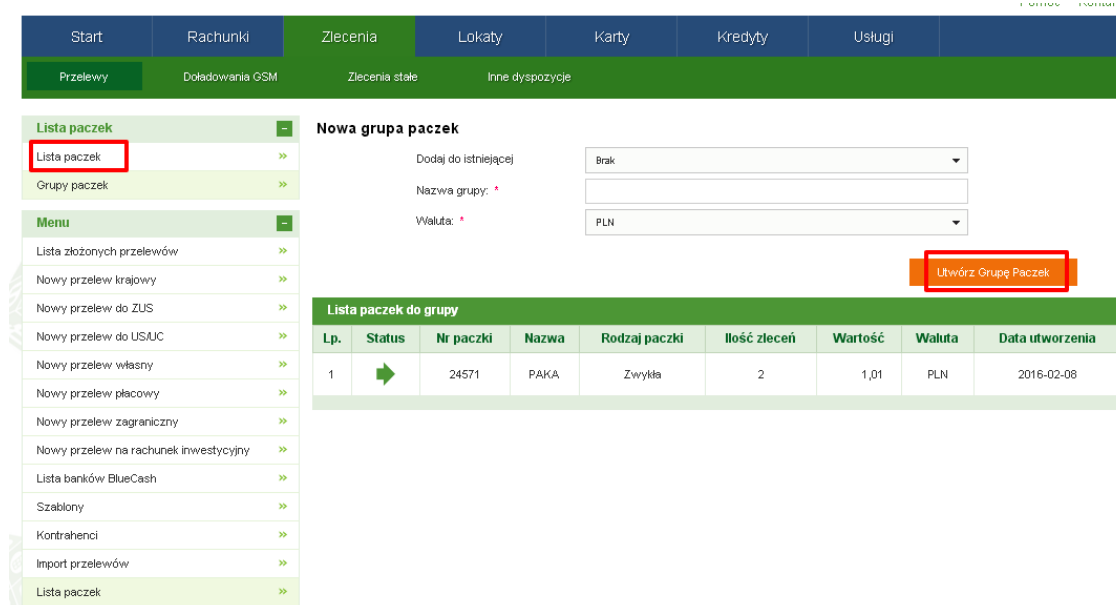 Start Rachunki Zlecenia Lokaty Karty Kredyty Usługi
Przelewy Doładowania GSM Zlecenia stałe Inne dyspozycje
Lista paczek
Lista paczek
Grupy paczek
Menu
Lista złożonych przelewów
Nowy przelew krajowy
Nowy przelew do ZUS
Nowy przelew do US/UC
Nowy przelew własny
Nowy przelew płacowy
Nowy przelew zagraniczny
Nowy przelew na rachunek inwestycyjny
Lista banków BlueCash
Szablony
Kontrahenci
Import przelewów
Lista paczek
Nowa grupa paczek
Dodaj do istniejącej Brak
Nazwa grupy: *
Waluta: * PLN
Utwórz Grupę Paczek
Lista paczek do grupy
Lp. Status Nr paczki Nazwa Rodzaj paczki Ilość zleceń Wartość Waluta Data utworzenia
1 24571 PAKA Zwykła 2 1,01 PLN 2016-02-08